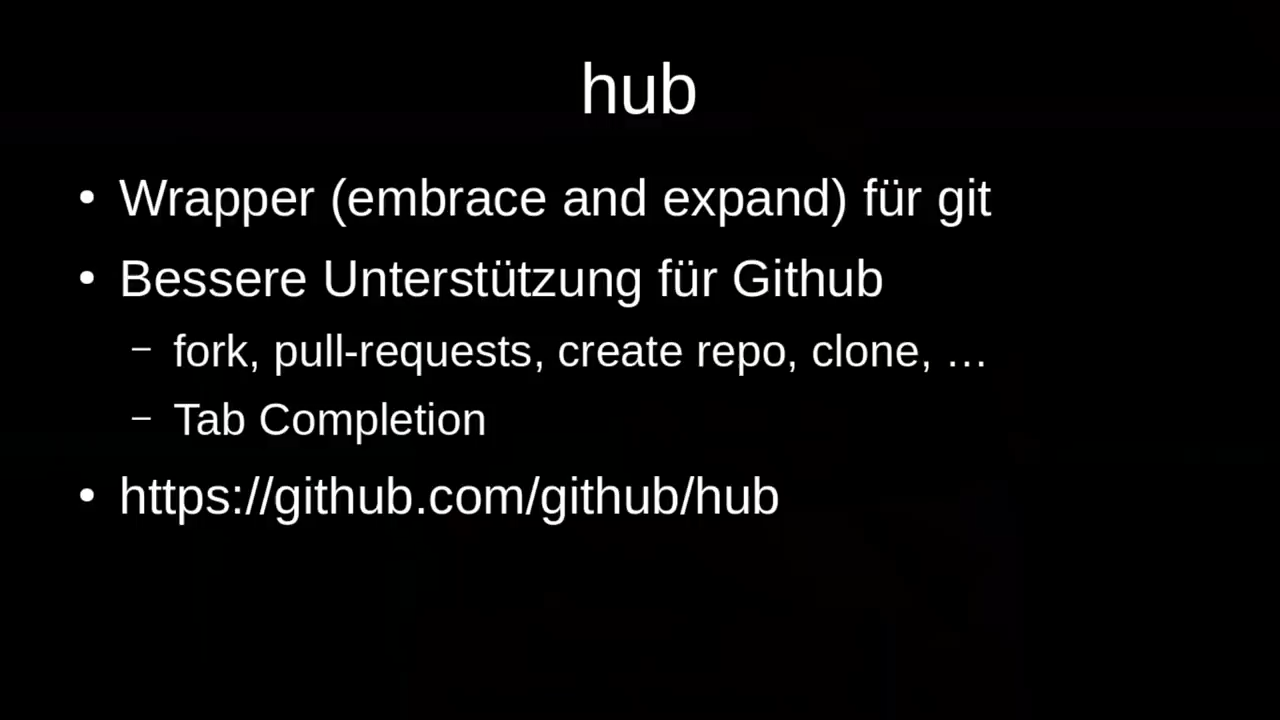 hub
• Wrapper (embrace and expand) für git
• Bessere Unterstützung für Github
– fork, pull-requests, create repo, clone, …
– Tab Completion
• https://github.com/github/hub